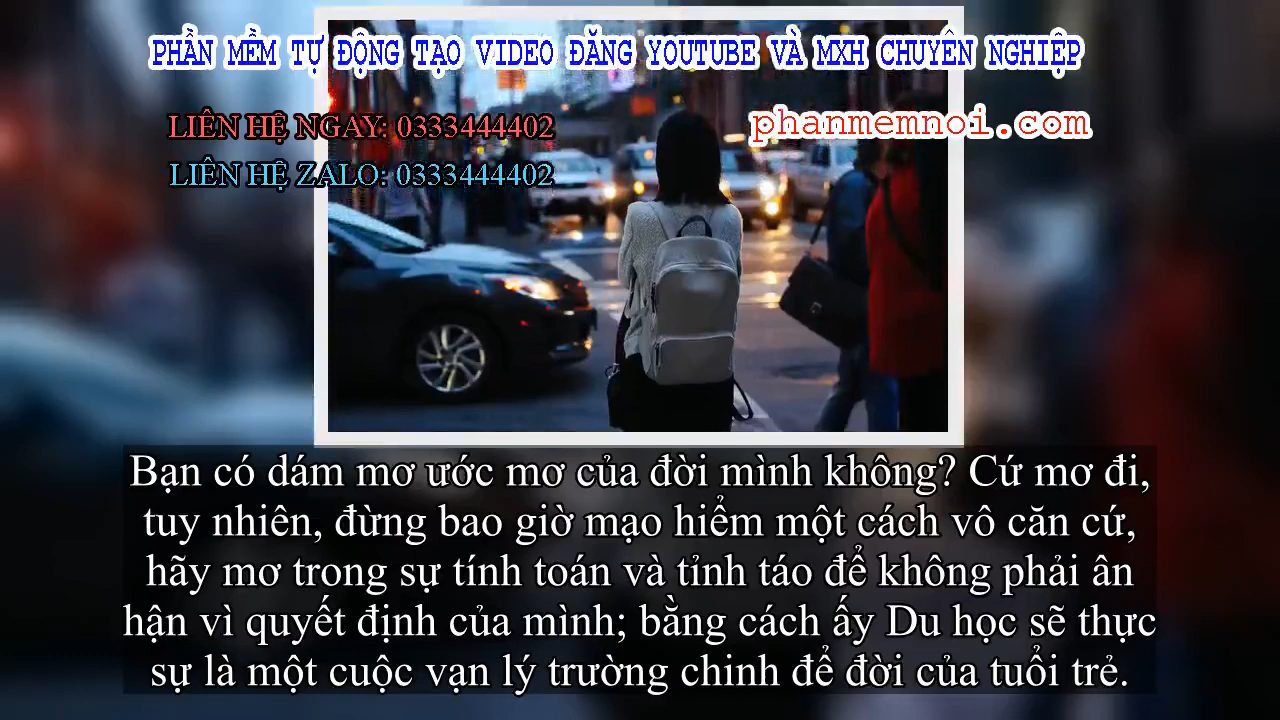 PHẦN MỀM TỰ ĐỘNG TẠO VIDEO ĐĂNG YOUTUBE VÀ MXH CHUYÊN NGHIỆP
LIÊN HỆ NGAY: 0333444402
phanmemnoi.com
LIÊN HỆ ZALO: 0333444402
Bạn có dám mơ ước mơ của đời mình không? Cứ mơ đi,
tuy nhiên, đừng bao giờ mạo hiểm một cách vô căn cứ,
hãy mơ trong sự tính toán và tỉnh táo để không phải ân
hận vì quyết định của mình; bằng cách ấy Du học sẽ thực
sự là một cuộc vạn lý trường chinh để đời của tuổi trẻ.